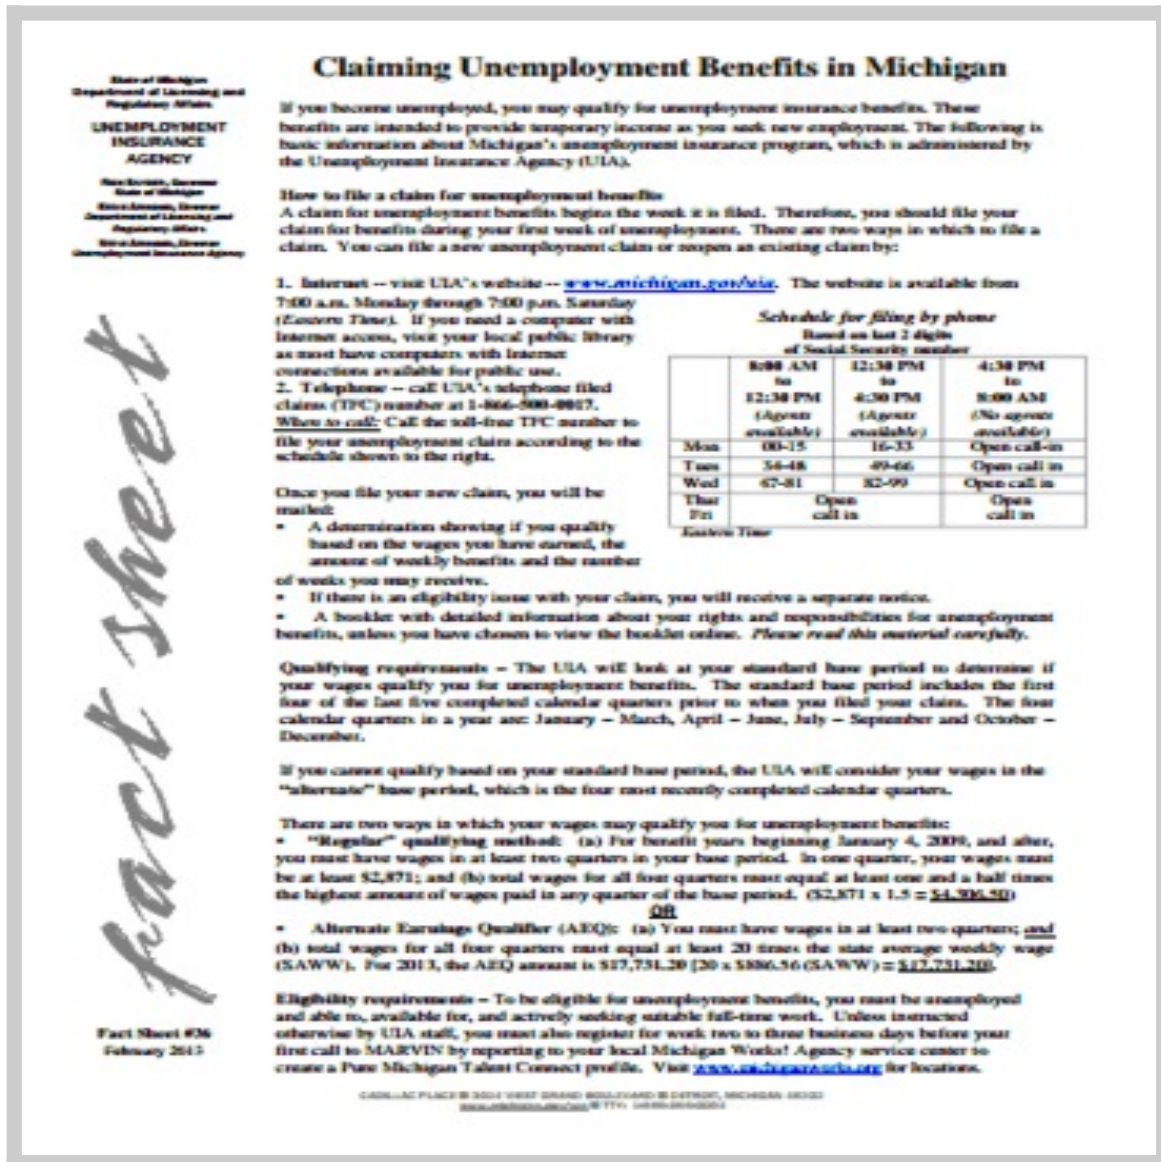 Claiming Unemployment Benefits in Michigan
State of Michigan
Department of Licensing and
Regulatory Affairs
UNEMPLOYMENT
INSURANCE
AGENCY
Governor
State of Michigan
Director
Department of Licensing and
Regulatory Affairs
Director
Unemployment Insurance Agency
fact sheet
Fact Sheet #36
February 2013
If you become unemployed, you may qualify for unemployment insurance benefits. These
benefits are intended to provide temporary income as you seek new employment. The following is
basic information about Michigan's unemployment insurance program, which is administered by
the Unemployment Insurance Agency (UIA).
How to file a claim for unemployment benefits
A claim for unemployment benefits begins the week it is filed. Therefore, you should file your
claim for benefits during your first week of unemployment. There are two ways in which to file a
claim. You can file a new unemployment claim or reopen an existing claim by:
1. Internet -- visit UIA's website -- www.michigan.gov/uia. The website is available from
7:00 a.m. Monday through 7:00 p.m. Saturday
(Eastern Time). If you need a computer with
Internet access, visit your local public library
as most have computers with Internet
connections available for public use.
2. Telephone -- call UIA's telephone filed
claims (TFC) number at 1-866-500-0017.
When to call: Call the toll-free TFC number to
file your unemployment claim according to the
schedule shown to the right.
Schedule for filing by phone
Based on last 2 digits
of Social Security number
8:00 AM to 12:30 PM (Agents available) 12:30 PM to 4:30 PM (Agents available) 4:30 PM to 8:00 AM (No agents available)
Mon 00-15 16-33 Open call-in
Tues 34-48 49-66 Open call in
Wed 67-81 82-99 Open call in
Thur Open Open
Fri call in call in
Eastern Time
Once you file your new claim, you will be
mailed:
• A determination showing if you qualify
based on the wages you have earned, the
amount of weekly benefits and the number
of weeks you may receive.
• If there is an eligibility issue with your claim, you will receive a separate notice.
• A booklet with detailed information about your rights and responsibilities for unemployment
benefits, unless you have chosen to view the booklet online. Please read this material carefully.
Qualifying requirements – The UIA will look at your standard base period to determine if
your wages qualify you for unemployment benefits. The standard base period includes the first
four of the last five completed calendar quarters prior to when you filed your claim. The four
calendar quarters in a year are: January – March, April – June, July – September and October –
December.
If you cannot qualify based on your standard base period, the UIA will consider your wages in the
"alternate" base period, which is the four most recently completed calendar quarters.
There are two ways in which your wages may qualify you for unemployment benefits:
• "Regular" qualifying method: (a) For benefit years beginning January 4, 2009, and after,
you must have wages in at least two quarters in your base period. In one quarter, your wages must
be at least $2,871; and (b) total wages for all four quarters must equal at least one and a half times
the highest amount of wages paid in any quarter of the base period. ($2,871 x 1.5 = $4,306.50)
OR
• Alternate Earnings Qualifier (AEQ): (a) You must have wages in at least two quarters; and
(b) total wages for all four quarters must equal at least 20 times the state average weekly wage
(SAWW). For 2013, the AEQ amount is $17,731.20 [20 x $886.56 (SAWW) = $17,731.20].
Eligibility requirements – To be eligible for unemployment benefits, you must be unemployed
and able to, available for, and actively seeking suitable full-time work. Unless instructed
otherwise by UIA staff, you must also register for work two to three business days before your
first call to MARVIN by reporting to your local Michigan Works! Agency service center to
create a Pure Michigan Talent Connect profile. Visit www.michiganworks.org for locations.
CADILLAC PLACE 3024 WEST GRAND BOULEVARD DETROIT, MICHIGAN 48202